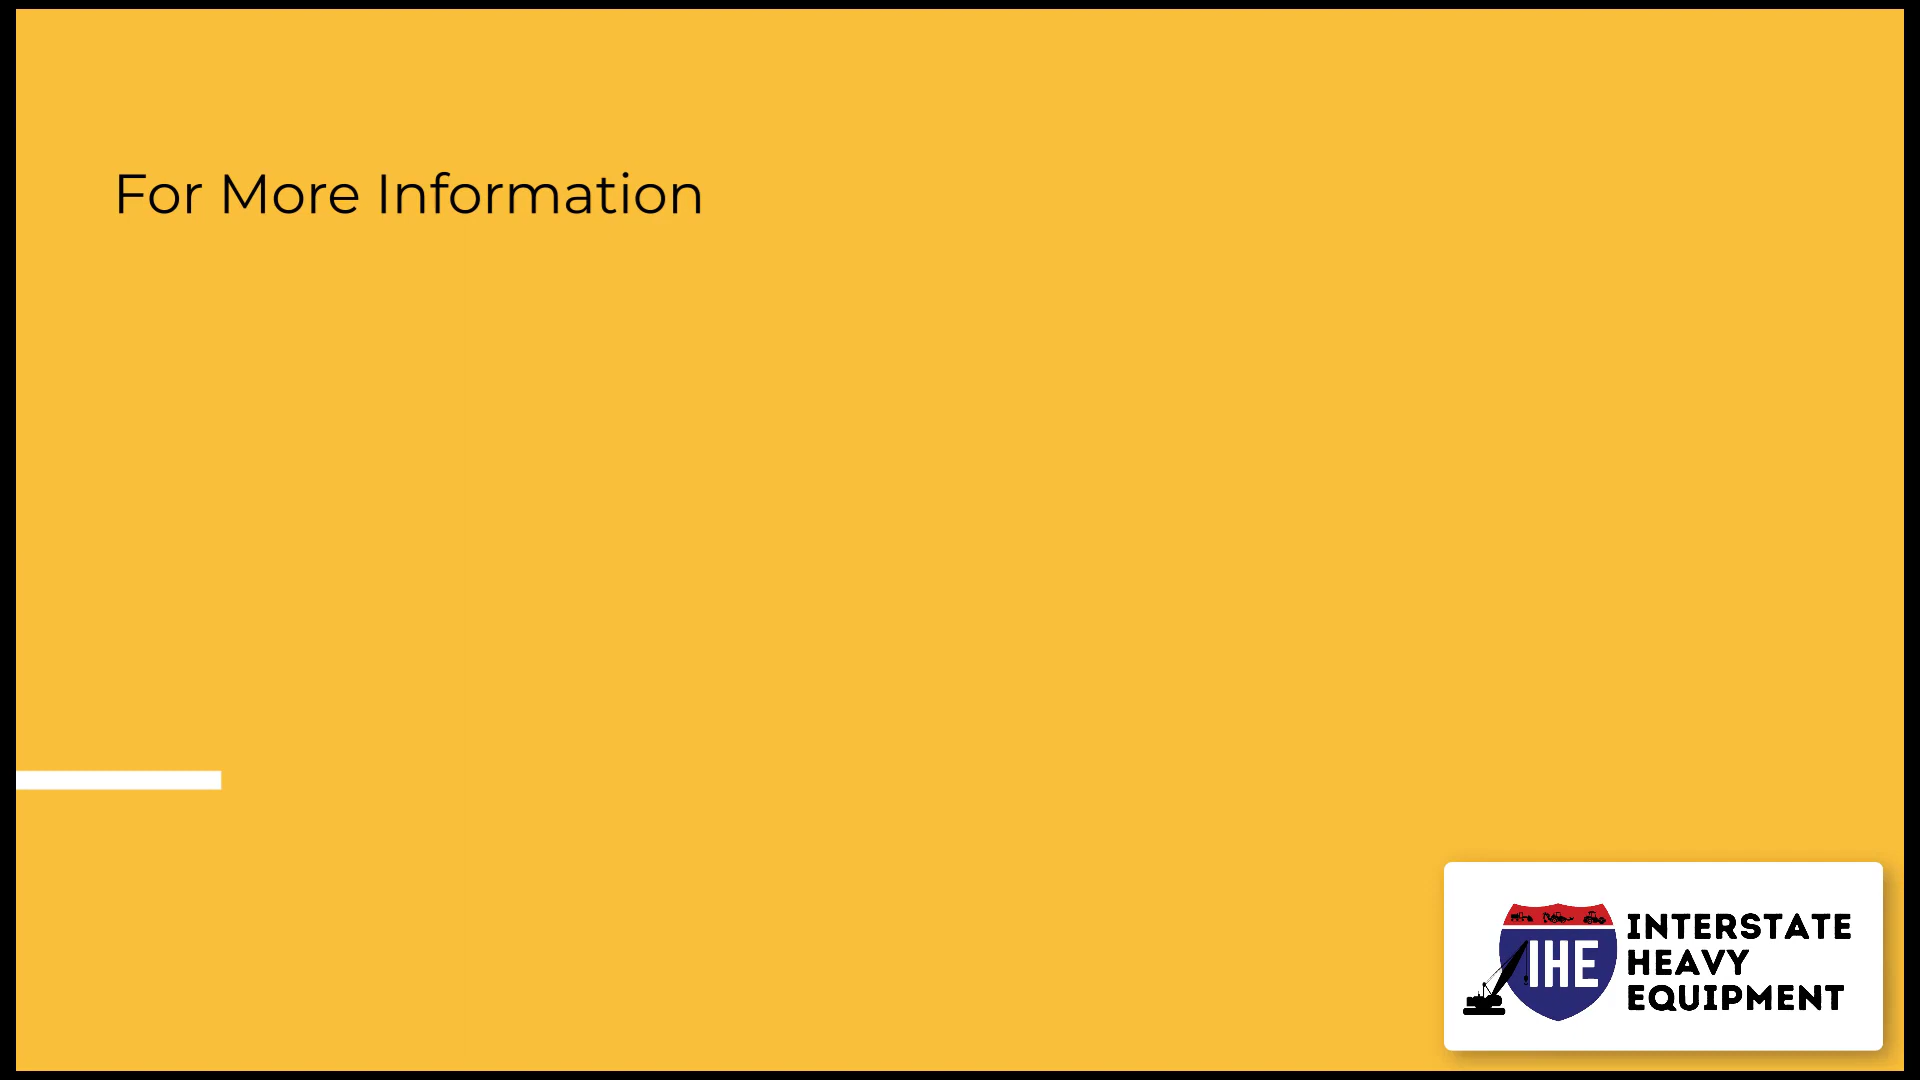 For More Information
IHE
INTERSTATE
HEAVY
EQUIPMENT